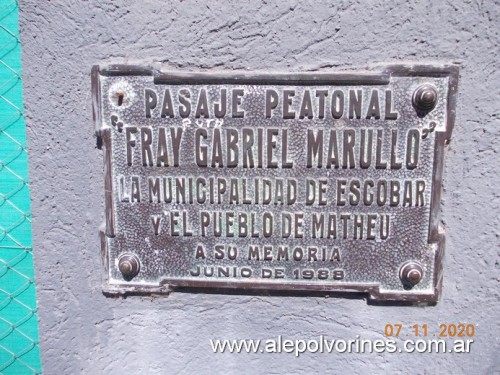 PASAJE PEATONAL
"FRAY GABRIEL MARULLO"
LA MUNICIPALIDAD DE ESCOBAR
Y EL PUEBLO DE MATHEU
A SU MEMORIA
JUNIO DE 1988
07 11 2020
www.alepolvorines.com.ar